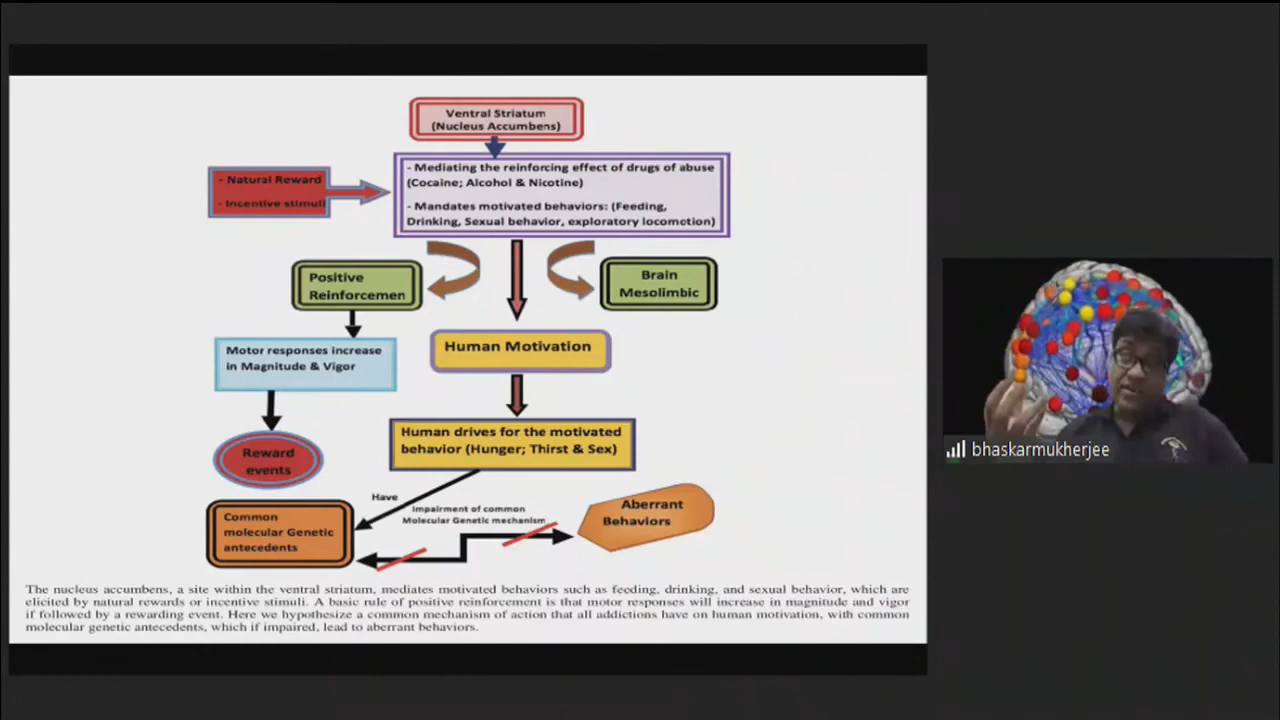 Ventral Striatum
(Nucleus Accumbens)
- Natural Reward
- Incentive stimuli
- Mediating the reinforcing effect of drugs of abuse
(Cocaine; Alcohol & Nicotine)
- Mandates motivated behaviors: (Feeding,
Drinking, Sexual behavior, exploratory locomotion)
Positive
Reinforcemen
Brain
Mesolimbic
Motor responses increase
in Magnitude & Vigor
Human Motivation
Human drives for the motivated
behavior (Hunger; Thirst & Sex)
Reward
events
Have
Impairment of common
Molecular Genetic mechanism
Common
molecular Genetic
antecedents
Aberrant
Behaviors
The nucleus accumbens, a site within the ventral striatum, mediates motivated behaviors such as feeding, drinking, and sexual behavior, which are
elicited by natural rewards or incentive stimuli. A basic rule of positive reinforcement is that motor responses will increase in magnitude and vigor
if followed by a rewarding event. Here we hypothesize a common mechanism of action that all addictions have on human motivation, with common
molecular genetic antecedents, which if impaired, lead to aberrant behaviors.
bhaskarmukherjee